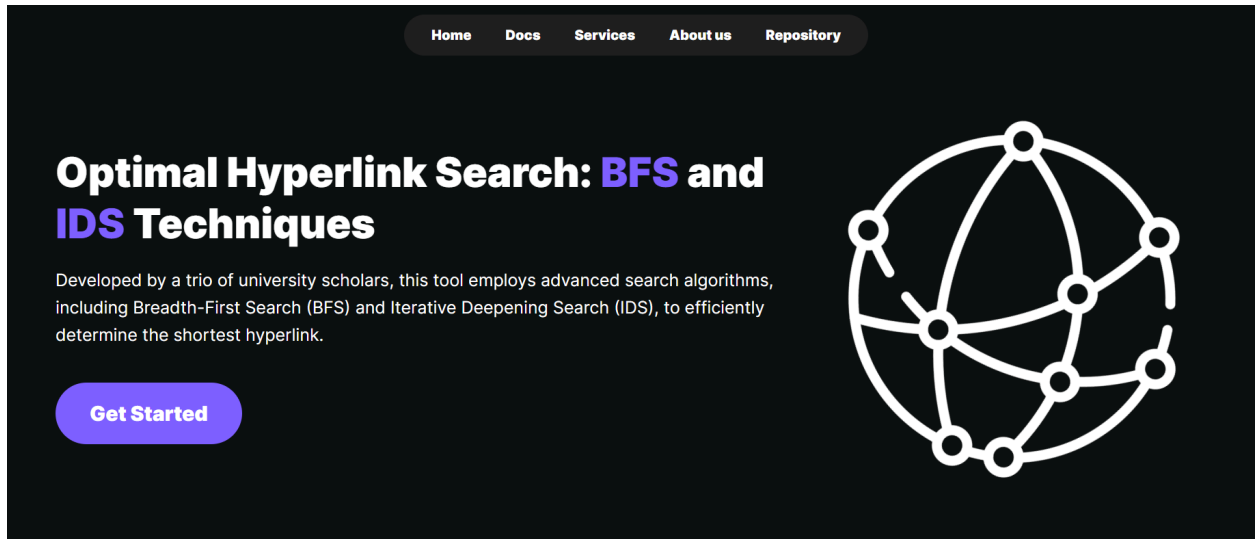 Home Docs Services About us Repository
Optimal Hyperlink Search: BFS and
IDS Techniques
Developed by a trio of university scholars, this tool employs advanced search algorithms,
including Breadth-First Search (BFS) and Iterative Deepening Search (IDS), to efficiently
determine the shortest hyperlink.
Get Started